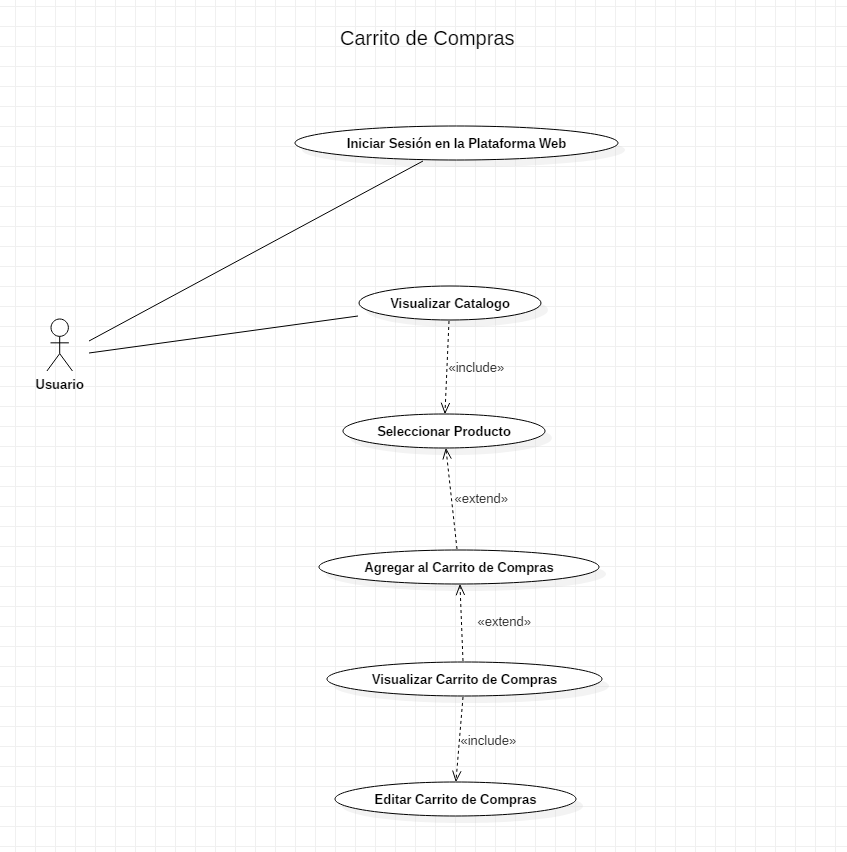 Carrito de Compras
Iniciar Sesión en la Plataforma Web
Visualizar Catalogo
Usuario
«include»
Seleccionar Producto
«extend»
Agregar al Carrito de Compras
«extend»
Visualizar Carrito de Compras
«include»
Editar Carrito de Compras